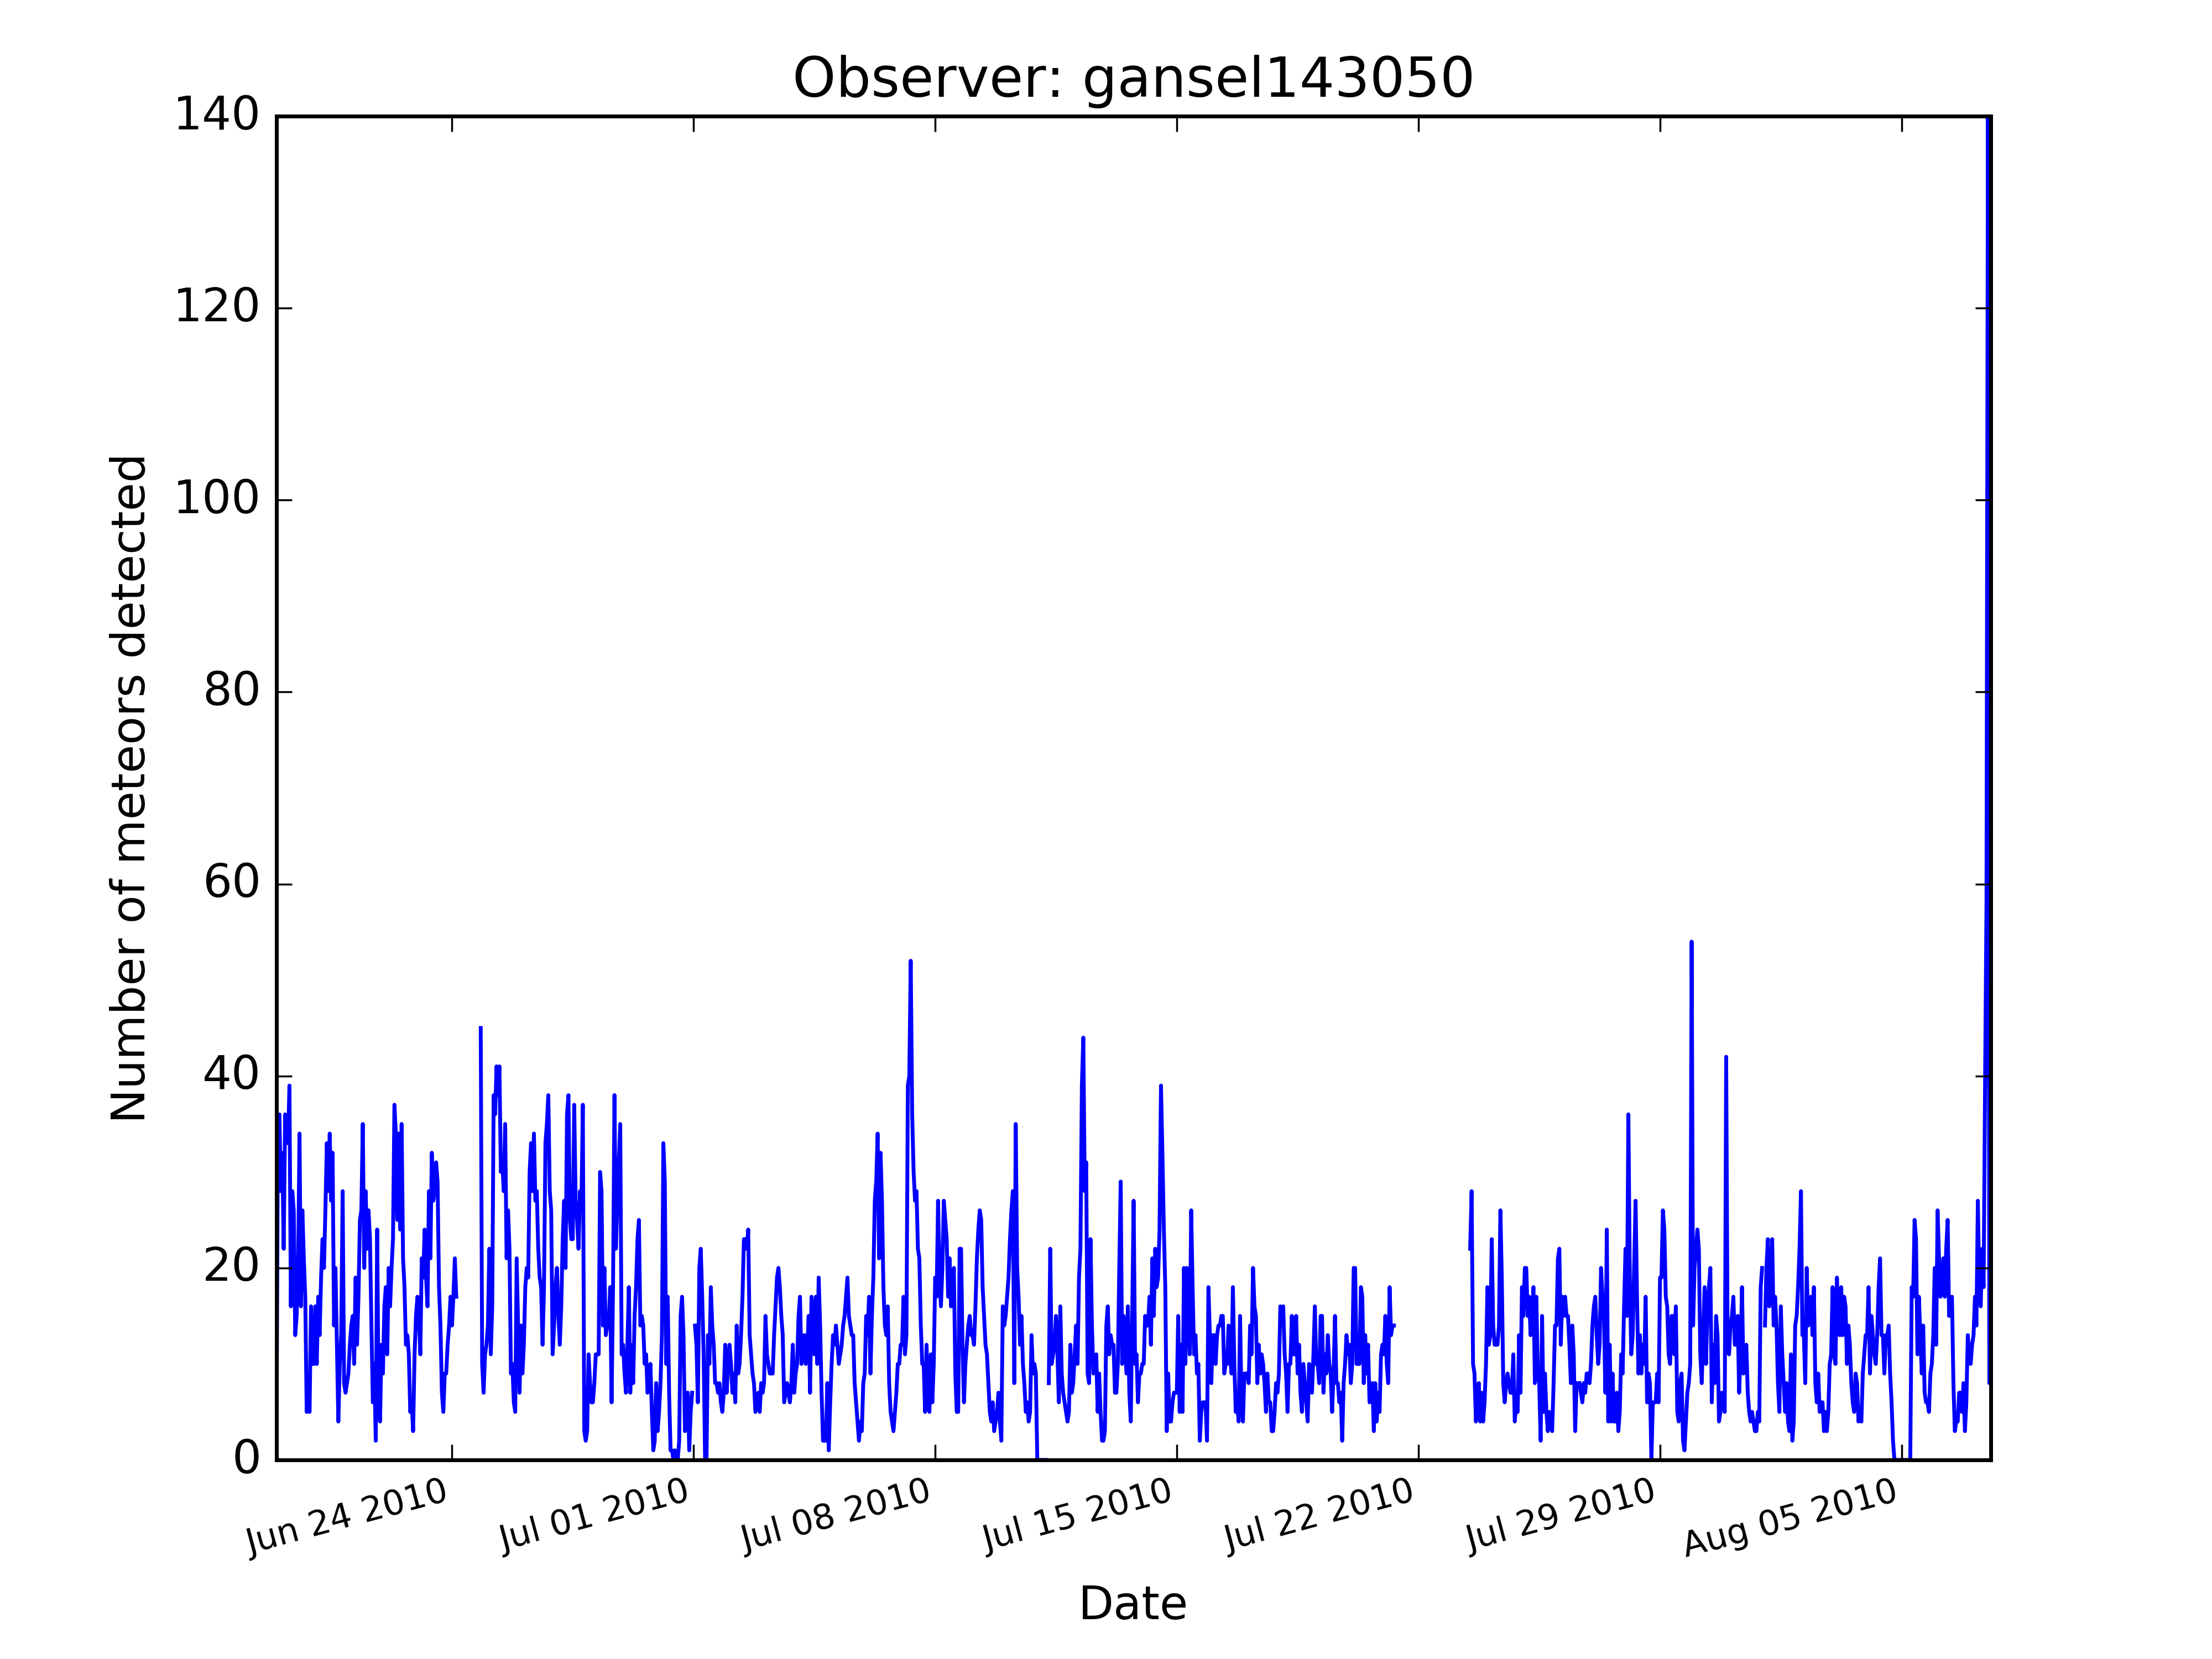 Observer: gansel143050
140
120
100
80
60
40
20
0
Number of meteors detected
Jun 24 2010
Jul 01 2010
Jul 08 2010
Jul 15 2010
Jul 22 2010
Jul 29 2010
Aug 05 2010
Date